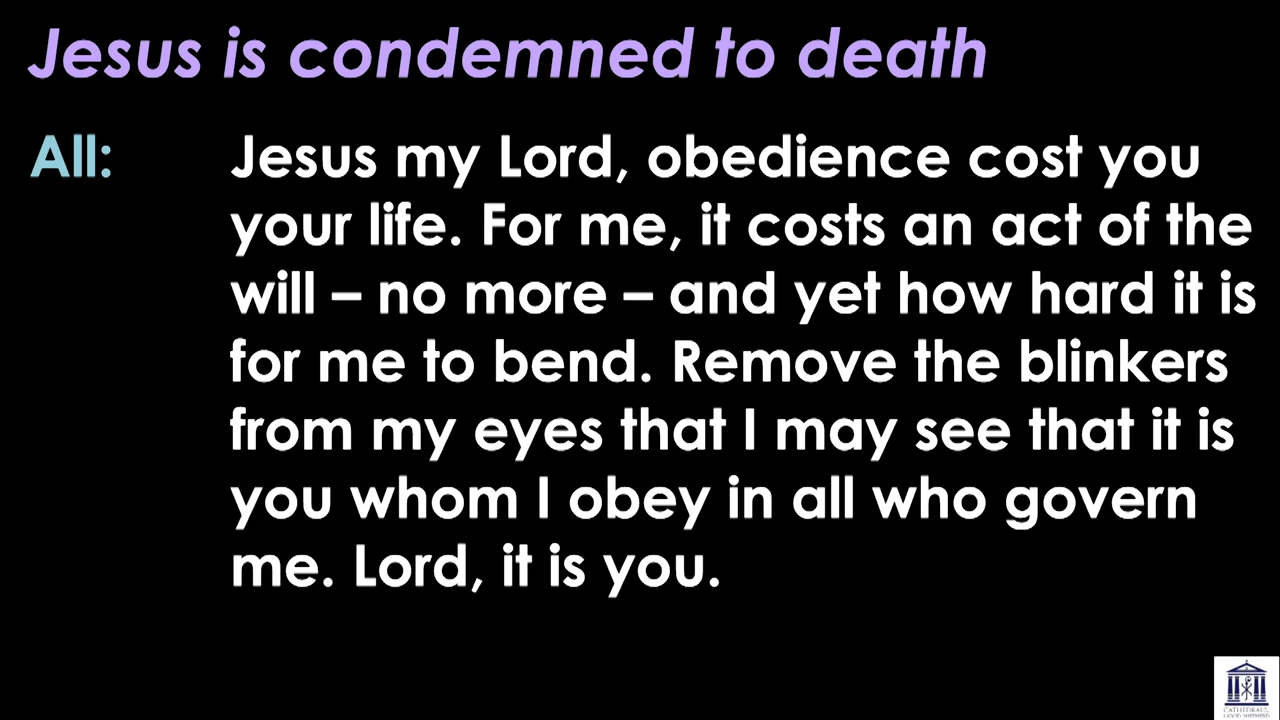 Jesus is condemned to death
All: Jesus my Lord, obedience cost you
your life. For me, it costs an act of the
will – no more – and yet how hard it is
for me to bend. Remove the blinkers
from my eyes that I may see that it is
you whom I obey in all who govern
me. Lord, it is you.
CATHEDRAL
GOOD SHEPHERD